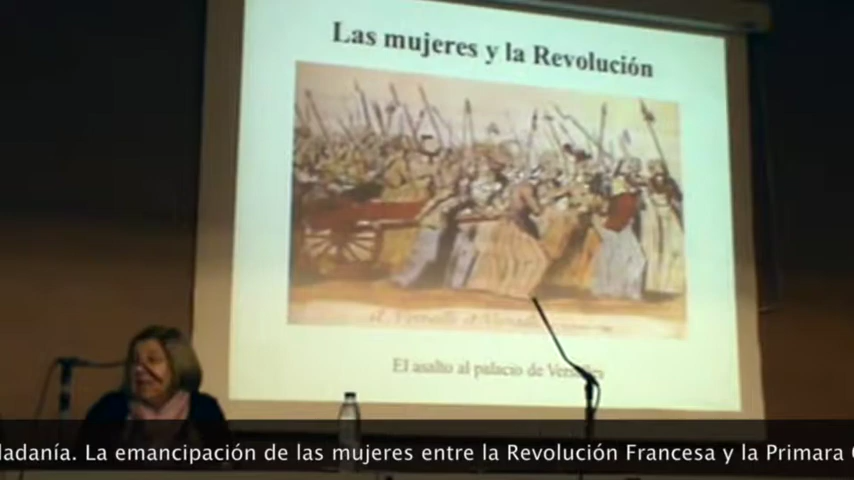 Las mujeres y la Revolución
El asalto al palacio de
dadanía. La emancipación de las mujeres entre la Revolución Francesa y la Primara